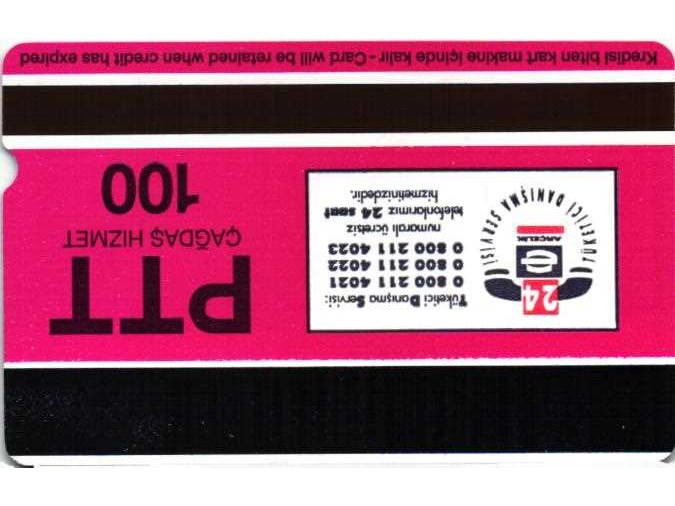 PTT
ÇAĞDAŞ HİZMET
100
24
ARÇELİK
TÜKETİCİ DANIŞMA SERVİSİ
Tüketici Danışma Servisi:
0 800 211 4021
0 800 211 4022
0 800 211 4023
numaralı ücretsiz
telefonlarımız 24 saat
hizmetinizdedir.
Kredisi biten kart makine içinde kalır - Card will be retained when credit has expired